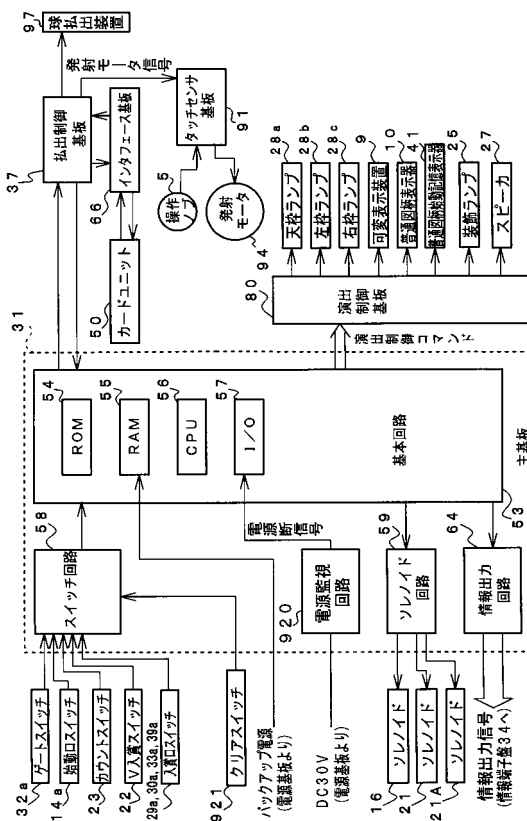 32a
ゲートスイッチ
14a
始動口スイッチ
23
カウントスイッチ
22
V入賞スイッチ
29a,30a,33a,39a
入賞口スイッチ
921
クリアスイッチ
バックアップ電源
(電源基板より)
DC30V
(電源基板より)
16
ソレノイド
21
ソレノイド
21A
ソレノイド
情報出力信号
(情報端子盤34へ)
31
58
スイッチ回路
920
電源監視
回路
電源断信号
59
ソレノイド
回路
64
情報出力
回路
54
ROM
55
RAM
56
CPU
57
I/O
基本回路
53
主基板
37
払出制御
基板
97
球払出装置
発射モータ信号
66
インタフェース基板
50
カードユニット
5
操作
ノブ
タッチセンサ
基板
91
発射
モータ
94
80
演出制御
基板
演出制御コマンド
28a
天枠ランプ
28b
左枠ランプ
28c
右枠ランプ
9
可変表示装置
10
普通図柄表示器
41
普通図柄始動記憶表示器
25
装飾ランプ
27
スピーカ